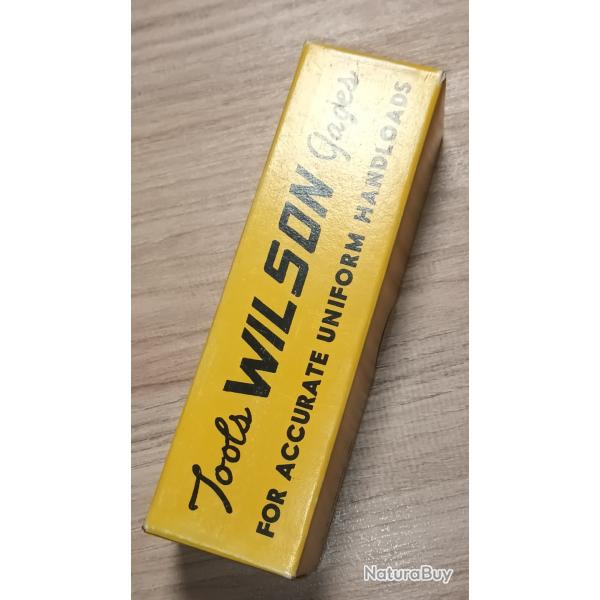 Tools WILSON gages
FOR ACCURATE UNIFORM HANDLOADS
NaturaBuy